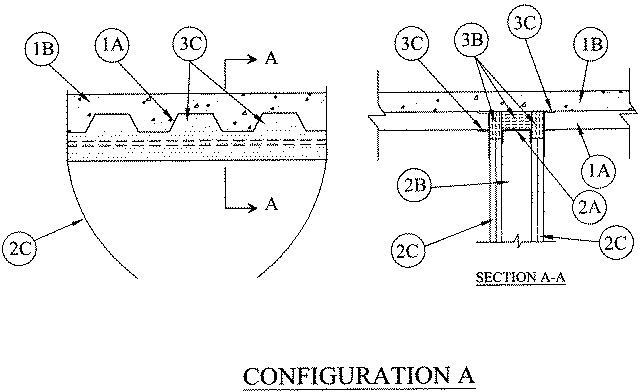 1B 1A 3C A
A
2C
3C 3B 3C 1B
1A
2B 2A
2C 2C
SECTION A-A
CONFIGURATION A